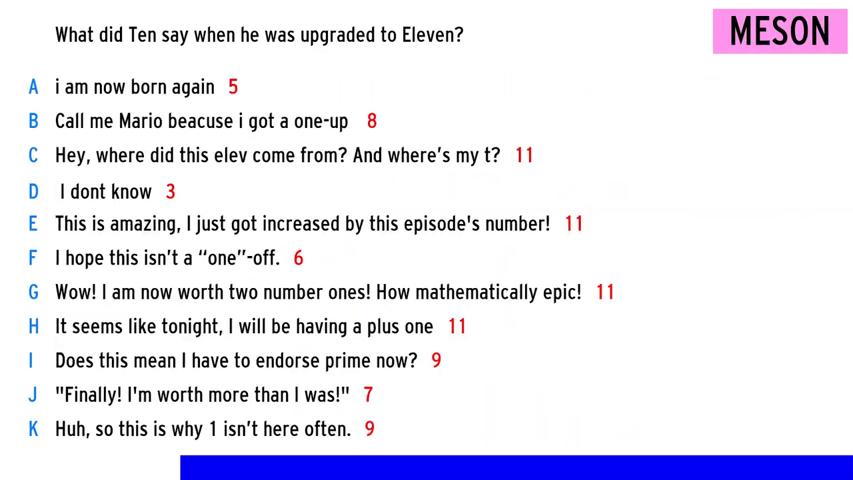 What did Ten say when he was upgraded to Eleven?
MESON
A i am now born again 5
B Call me Mario beacuse i got a one-up 8
C Hey, where did this elev come from? And where's my t? 11
D I dont know 3
E This is amazing, I just got increased by this episode's number! 11
F I hope this isn't a “one”-off. 6
G Wow! I am now worth two number ones! How mathematically epic! 11
H It seems like tonight, I will be having a plus one 11
I Does this mean I have to endorse prime now? 9
J "Finally! I'm worth more than I was!" 7
K Huh, so this is why 1 isn't here often. 9